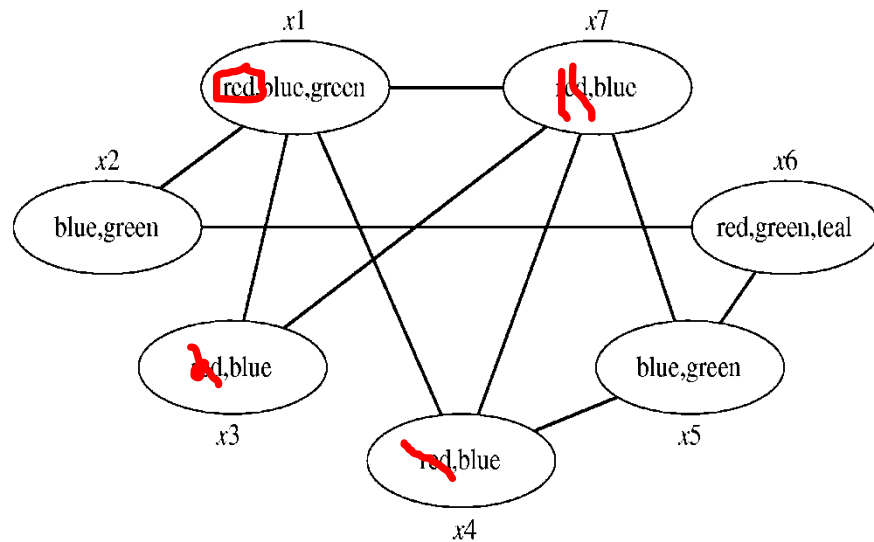 x1
x7
red,blue,green
red,blue
x2
x6
blue,green
red,green,teal
red,blue
blue,green
x3
x5
red,blue
x4